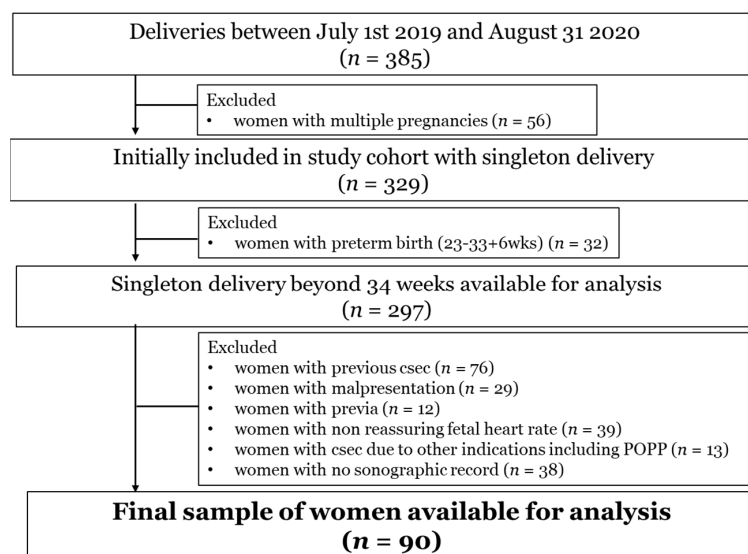 Deliveries between July 1st 2019 and August 31 2020
(n = 385)
Excluded
• women with multiple pregnancies (n = 56)
Initially included in study cohort with singleton delivery
(n = 329)
Excluded
• women with preterm birth (23-33+6wks) (n = 32)
Singleton delivery beyond 34 weeks available for analysis
(n = 297)
Excluded
• women with previous csec (n = 76)
• women with malpresentation (n = 29)
• women with previa (n = 12)
• women with non reassuring fetal heart rate (n = 39)
• women with csec due to other indications including POPP (n = 13)
• women with no sonographic record (n = 38)
Final sample of women available for analysis
(n = 90)